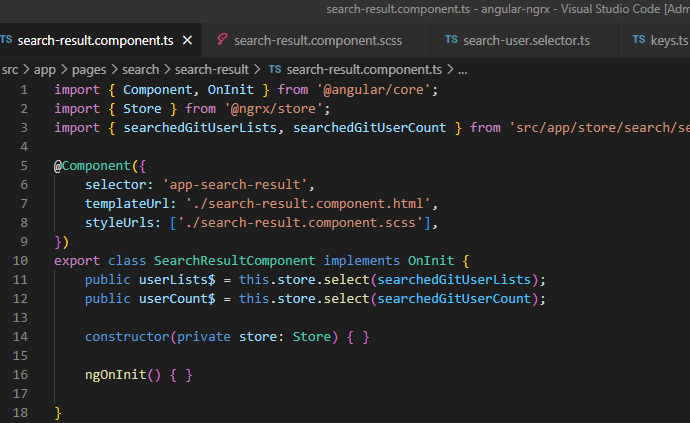 search-result.component.ts - angular-ngrx - Visual Studio Code [Adm
TS search-result.component.ts × search-result.component.scss TS search-user.selector.ts TS keys.ts
src > app > pages > search > search-result > TS search-result.component.ts > ...
1 import { Component, OnInit } from '@angular/core';
2 import { Store } from '@ngrx/store';
3 import { searchedGitUserLists, searchedGitUserCount } from 'src/app/store/search/se
4
5 @Component({
6 selector: 'app-search-result',
7 templateUrl: './search-result.component.html',
8 styleUrls: ['./search-result.component.scss'],
9 })
10 export class SearchResultComponent implements OnInit {
11 public userLists$ = this.store.select(searchedGitUserLists);
12 public userCount$ = this.store.select(searchedGitUserCount);
13
14 constructor(private store: Store) { }
15
16 ngOnInit() { }
17
18 }